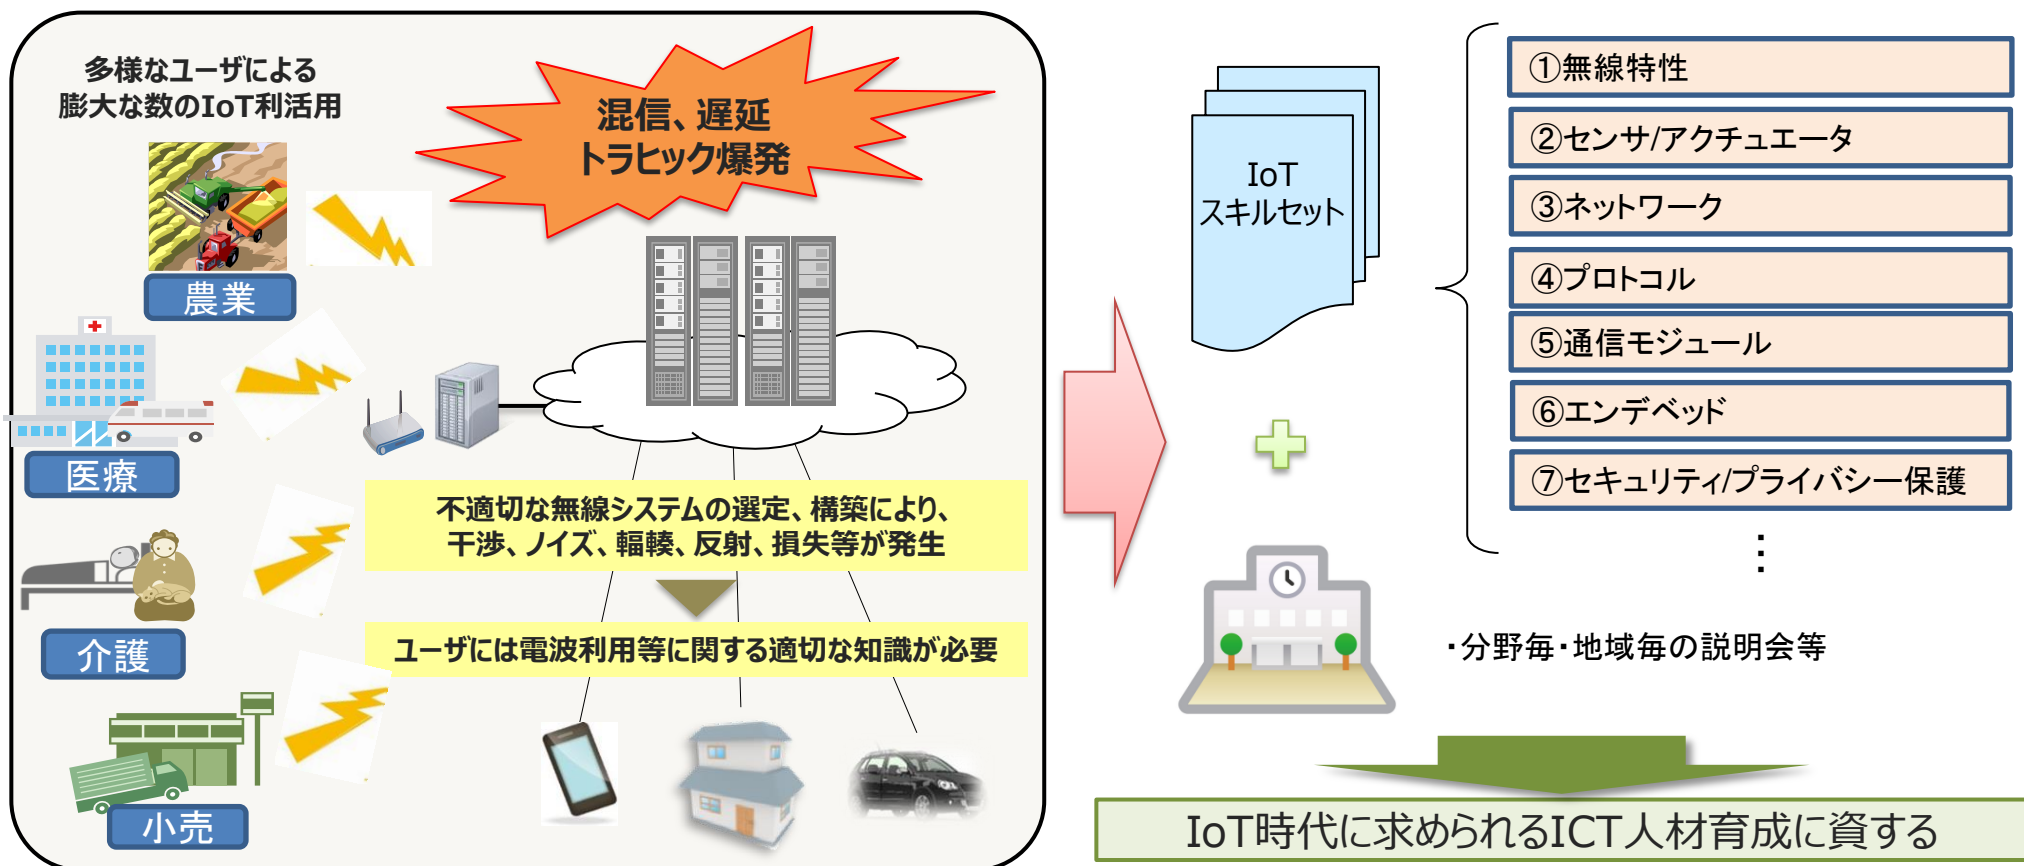 多様なユーザによる
膨大な数のIoT利活用
混信、遅延
トラヒック爆発
農業
医療
介護
小売
不適切な無線システムの選定、構築により、
干渉、ノイズ、輻輳、反射、損失等が発生
ユーザには電波利用等に関する適切な知識が必要
IoT
スキルセット
①無線特性
②センサ/アクチュエータ
③ネットワーク
④プロトコル
⑤通信モジュール
⑥エンデベッド
⑦セキュリティ/プライバシー保護
⋮
・分野毎・地域毎の説明会等
IoT時代に求められるICT人材育成に資する